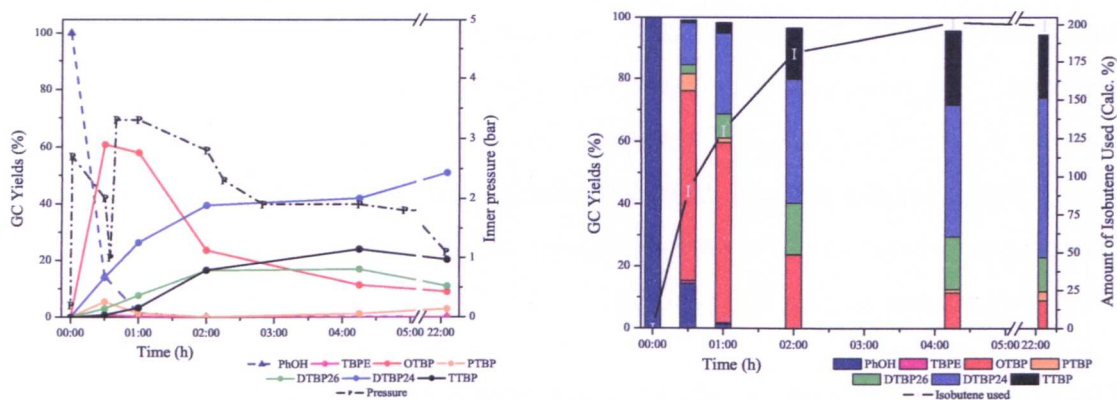 100
80
60
40
20
0
GC Yields (%)
5
4
3
2
1
0
Inner pressure (bar)
00:00 01:00 02:00 03:00 04:00 05:00 22:00
Time (h)
PhOH TBPE OTBP PTBP
DTBP26 DTBP24 TTBP
P Pressure
100
80
60
40
20
0
GC Yields (%)
200
175
150
125
100
75
50
25
0
Amount of Isobutene Used (Calc. %)
00:00 01:00 02:00 03:00 04:00 05:00 22:00
Time (h)
PhOH TBPE OTBP PTBP
DTBP26 DTBP24 TTBP
Isobutene used